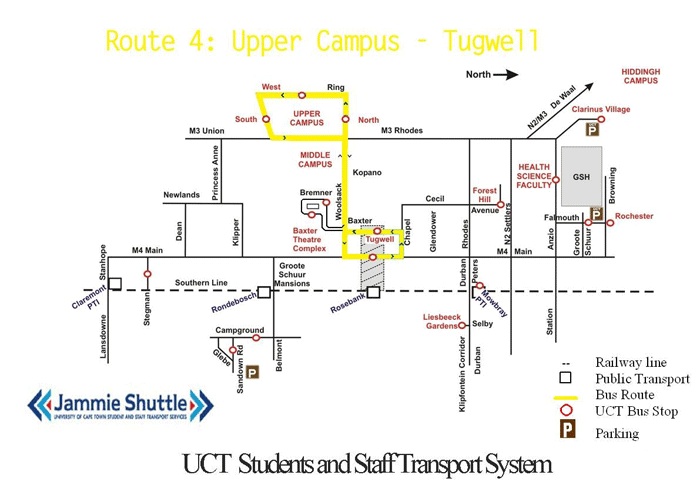 Route 4: Upper Campus - Tugwell
North
HIDDINGH
CAMPUS
N2/M3 De Waal
Clarinus Village
P
West
Ring
UPPER
CAMPUS
South
North
M3 Union
M3 Rhodes
Princess Anne
MIDDLE
CAMPUS
Kopano
HEALTH
SCIENCE
FACULTY
GSH
Browning
Newlands
Bremner
Woolsack
Cecil
Forest
Hill
Avenue
Dean
Klipper
Baxter
Theatre
Complex
Baxter
Tugwell
Chapel
Glendower
Rhodes
N2 Settlers
Anzio
Falmouth
P
Rochester
Groote
Schuur
M4 Main
M4 Main
Stanhope
Groote
Schuur
Mansions
Durban
Peters
Southern Line
Claremont
PTI
Stegman
Rondebosch
Rosebank
Mowbray
PTI
Liesbeeck
Gardens
Selby
Station
Lansdowne
Campground
Glebe
Sandown Rd
P
Belmont
Klipfontein Corridor
Durban
Railway line
Public Transport
Bus Route
UCT Bus Stop
P
Parking
Jammie Shuttle
UNIVERSITY OF CAPE TOWN STUDENT AND STAFF TRANSPORT SERVICES
UCT Students and Staff Transport System